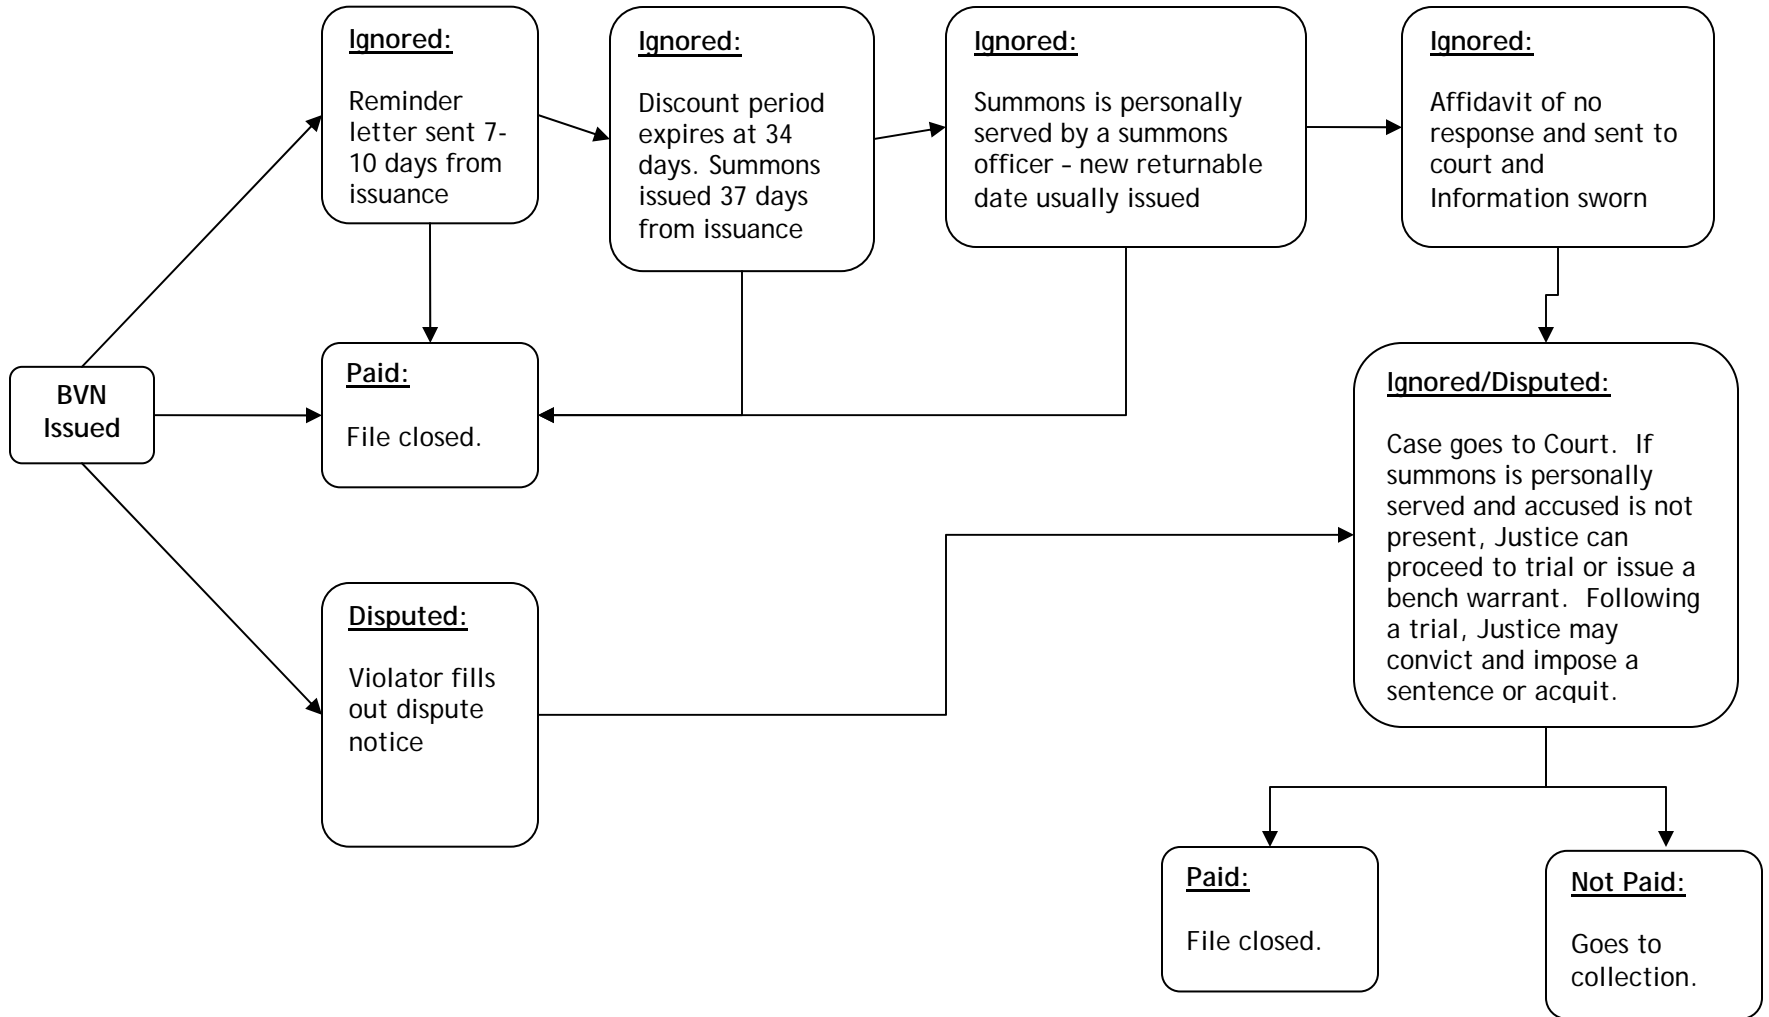 Ignored:
Reminder
letter sent 7-
10 days from
issuance
Ignored:
Discount period
expires at 34
days. Summons
issued 37 days
from issuance
Ignored:
Summons is personally
served by a summons
officer – new returnable
date usually issued
Ignored:
Affidavit of no
response and sent to
court and
Information sworn
BVN
Issued
Paid:
File closed.
Ignored/Disputed:
Case goes to Court.  If
summons is personally
served and accused is not
present, Justice can
proceed to trial or issue a
bench warrant.  Following
a trial, Justice may
convict and impose a
sentence or acquit.
Disputed:
Violator fills
out dispute
notice
Paid:
File closed.
Not Paid:
Goes to
collection.